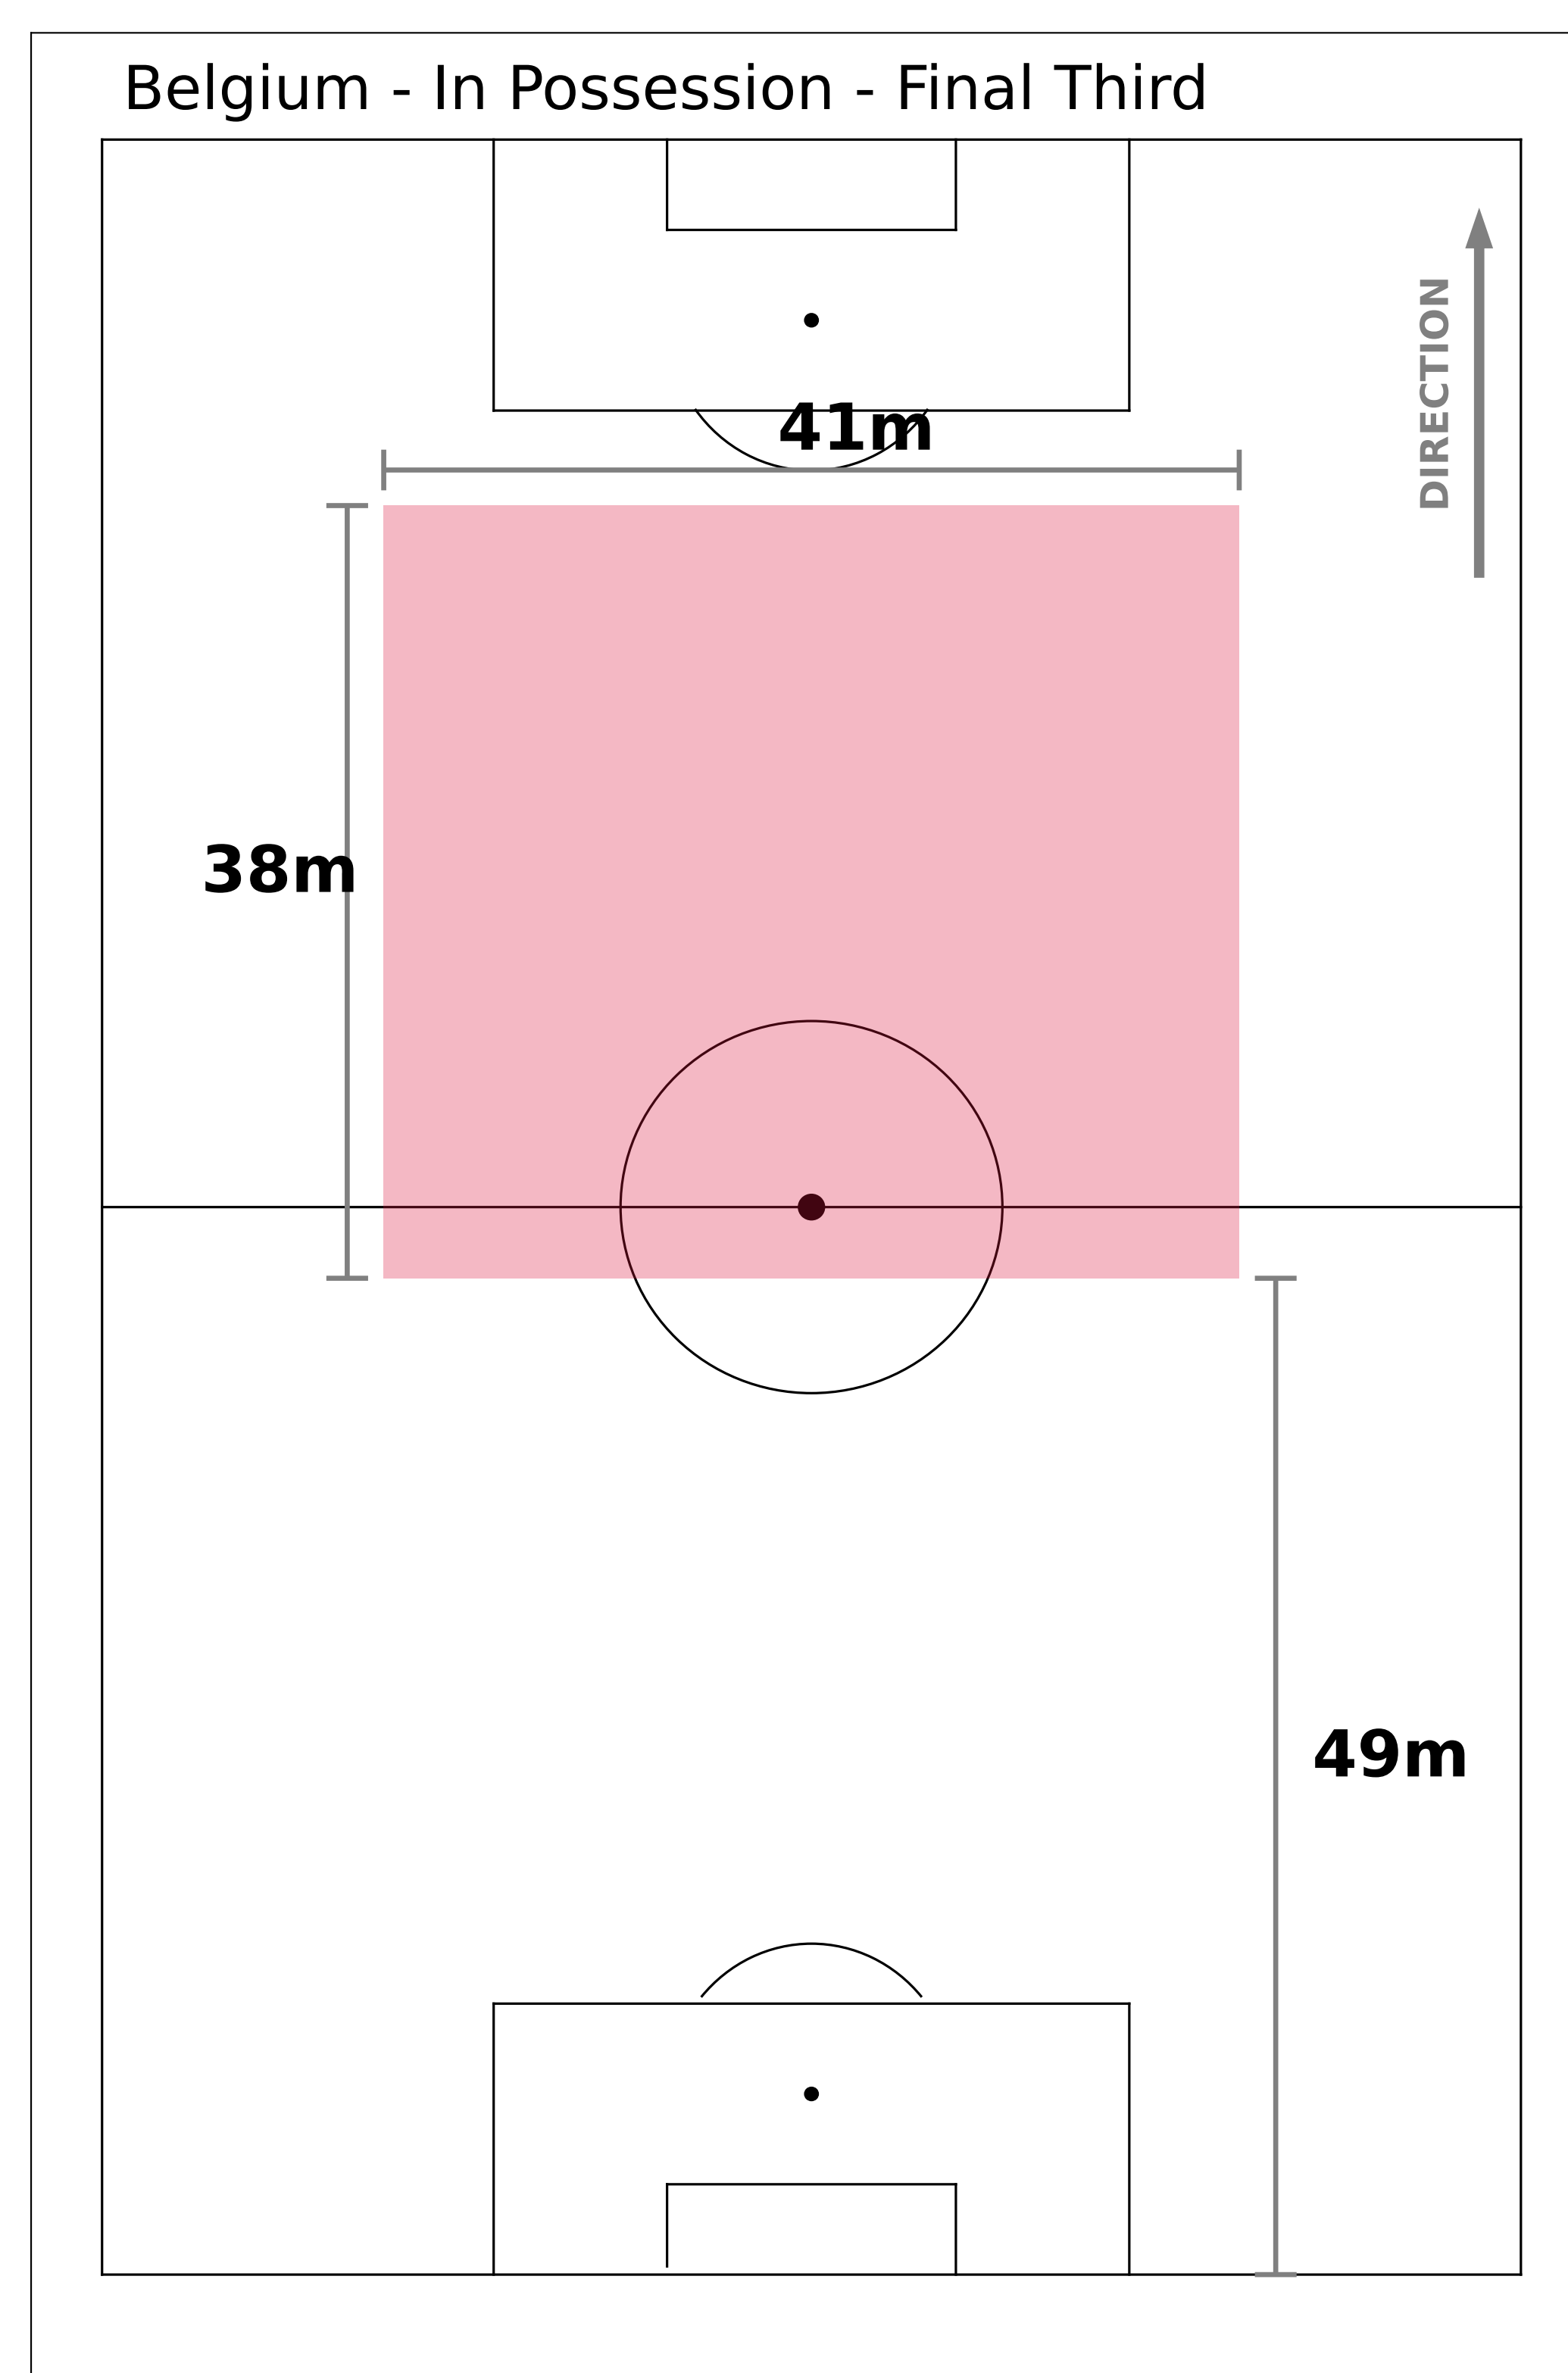 Belgium - In Possession - Final Third
DIRECTION
41m
38m
49m